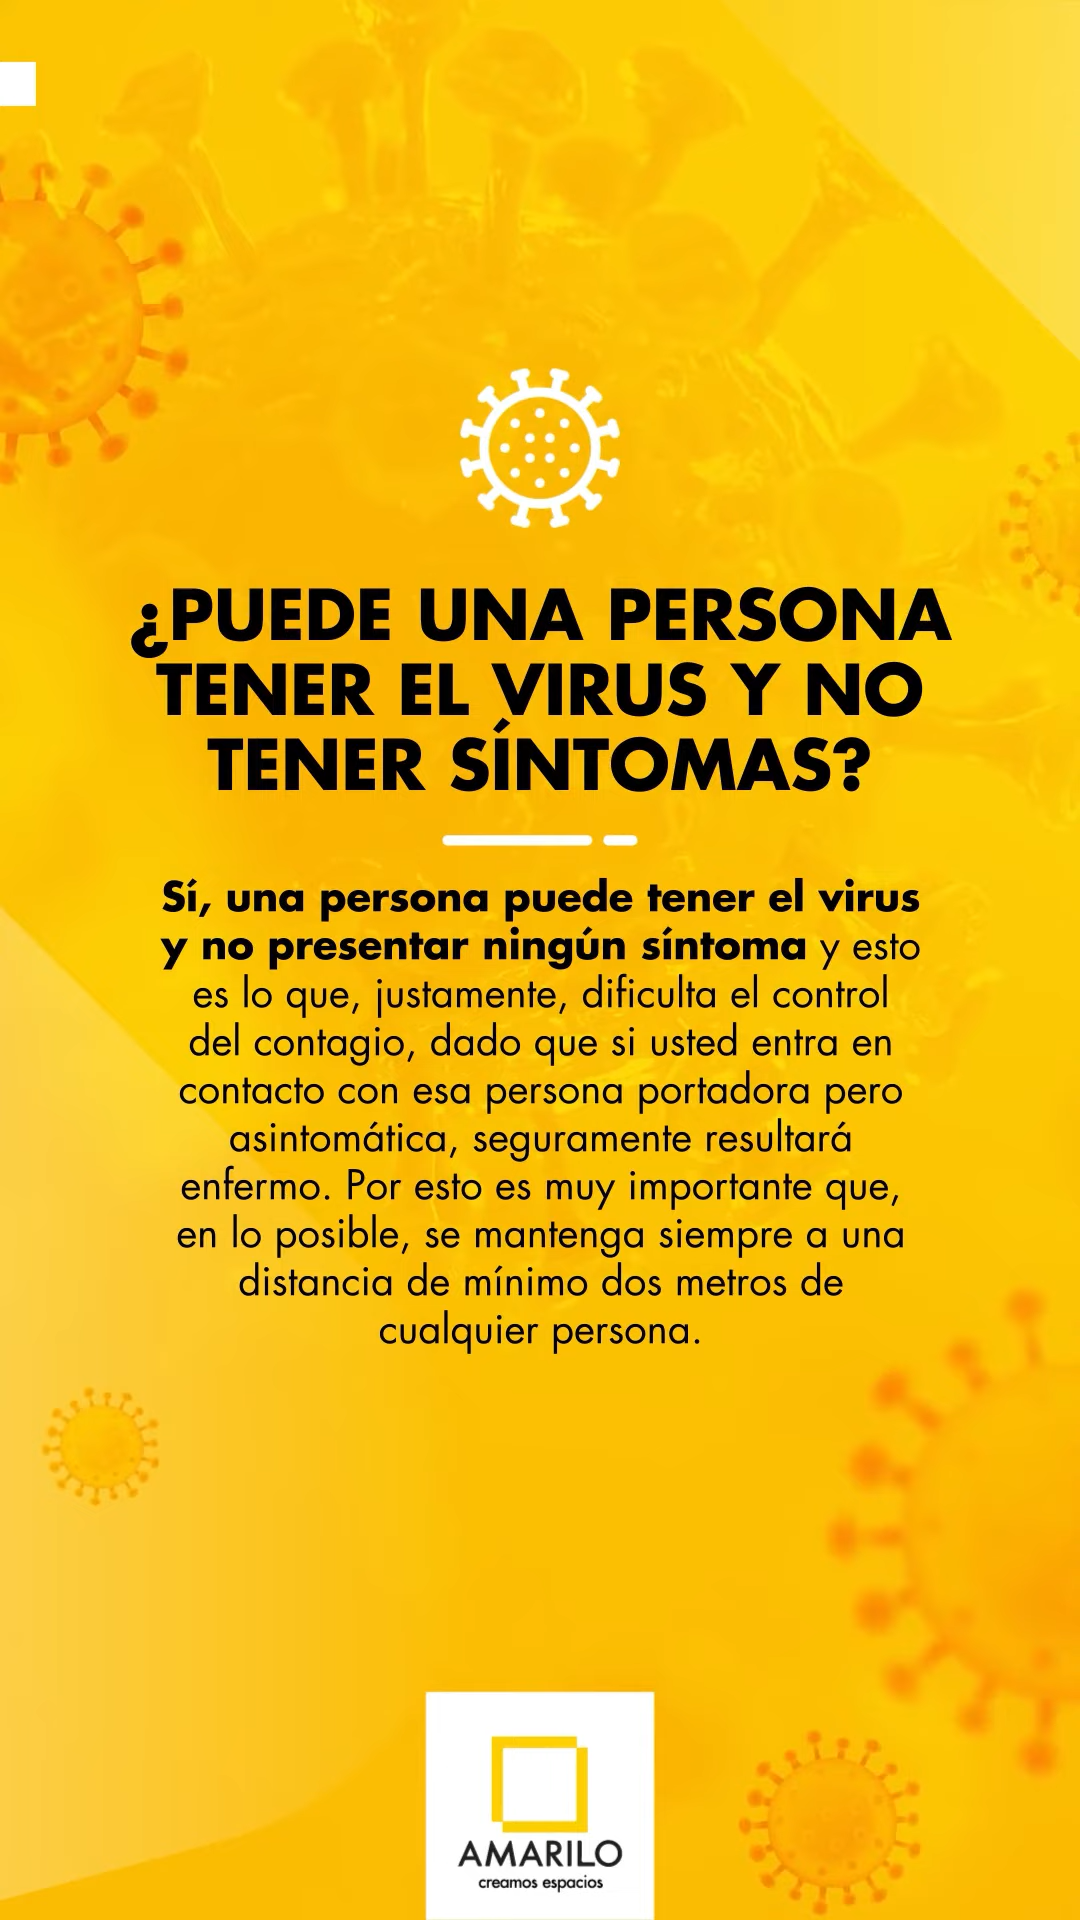 ¿PUEDE UNA PERSONA
TENER EL VIRUS Y NO
TENER SÍNTOMAS?
Sí, una persona puede tener el virus
y no presentar ningún síntoma y esto
es lo que, justamente, dificulta el control
del contagio, dado que si usted entra en
contacto con esa persona portadora pero
asintomática, seguramente resultará
enfermo. Por esto es muy importante que,
en lo posible, se mantenga siempre a una
distancia de mínimo dos metros de
cualquier persona.
AMARILO
creamos espacios